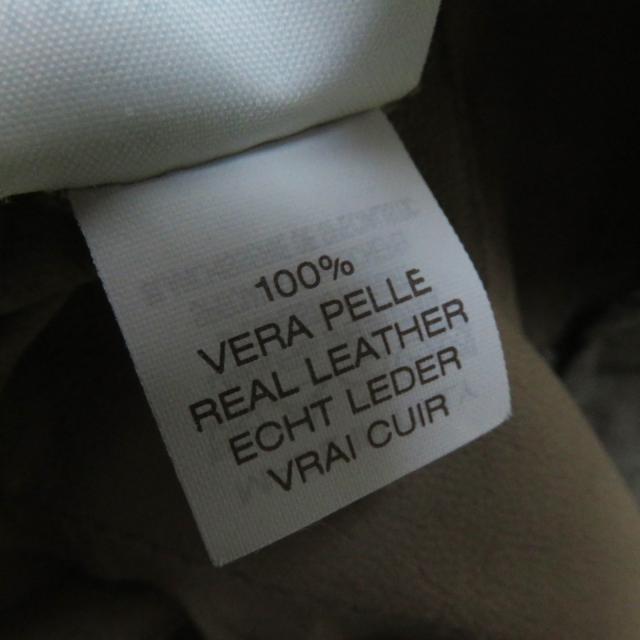 100%
VERA PELLE
REAL LEATHER
ECHT LEDER
VRAI CUIR